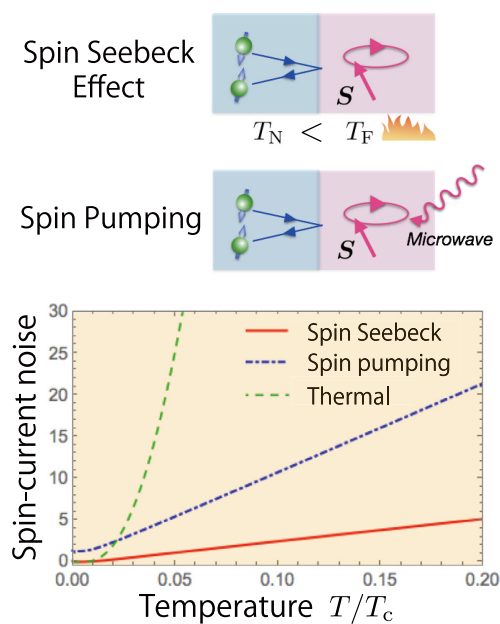 Spin Seebeck
Effect
S
T_N < T_F
Spin Pumping
S
Microwave
Spin-current noise
30
25
20
15
10
5
0
Spin Seebeck
Spin pumping
Thermal
0.00 0.05 0.10 0.15 0.20
Temperature T/T_c